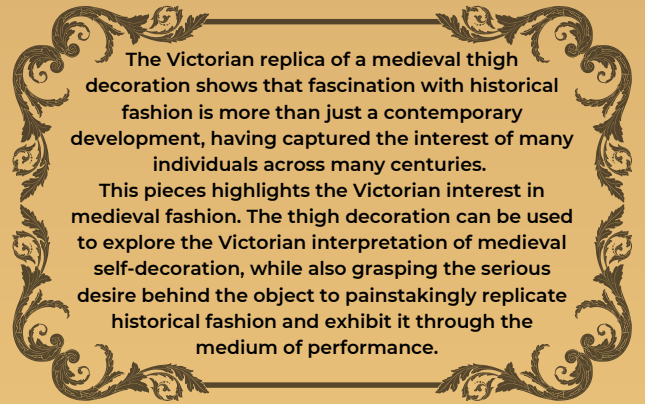 The Victorian replica of a medieval thigh
decoration shows that fascination with historical
fashion is more than just a contemporary
development, having captured the interest of many
individuals across many centuries.
This pieces highlights the Victorian interest in
medieval fashion. The thigh decoration can be used
to explore the Victorian interpretation of medieval
self-decoration, while also grasping the serious
desire behind the object to painstakingly replicate
historical fashion and exhibit it through the
medium of performance.